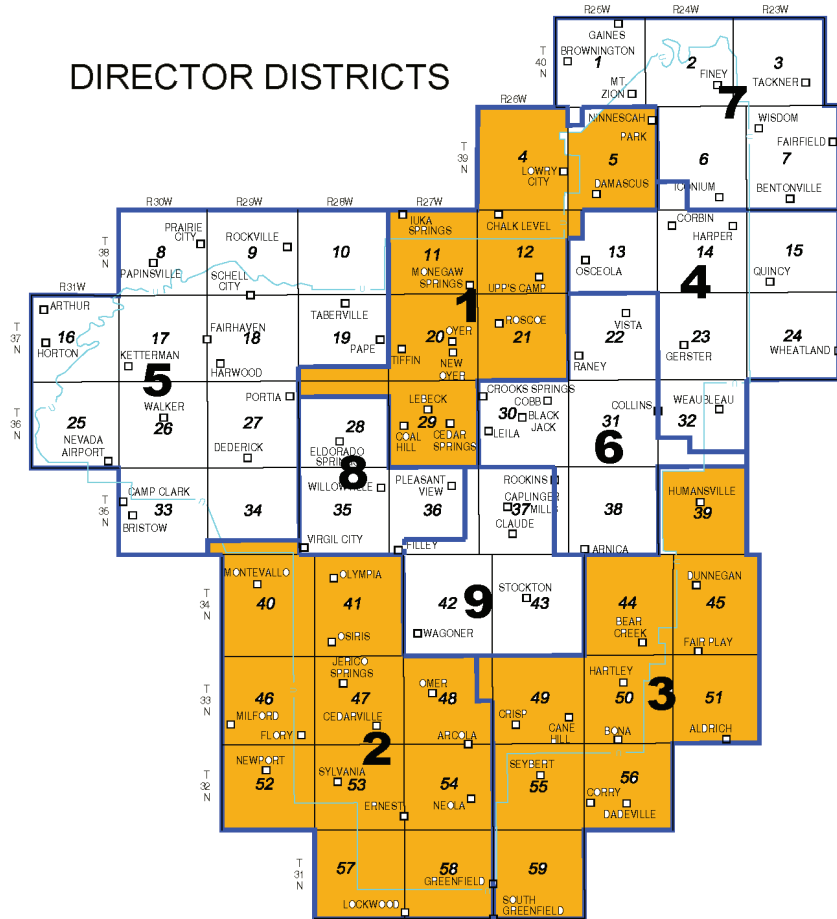 DIRECTOR DISTRICTS
R25W
R24W
R23W
T
40
N
GAINES
BROWNINGTON
1
2
3
MT.
ZION
FINEY
TACKNER
7
R26W
T
39
N
NINNESCAH
PARK
WISDOM
FAIRFIELD
4
5
6
7
LOWRY
CITY
DAMASCUS
ICONIUM
BENTONVILLE
R30W
R29W
R28W
R27W
T
38
N
PRAIRIE
CITY
ROCKVILLE
IUKA
SPRINGS
CHALK LEVEL
CORBIN
HARPER
8
9
10
11
12
13
14
15
PAPINSVILLE
SCHELL
CITY
MONEGAW
SPRINGS
UPP'S CAMP
OSCEOLA
QUINCY
1
4
R31W
T
37
N
ARTHUR
TABERVILLE
VISTA
16
17
18
19
20
21
22
23
24
HORTON
KETTERMAN
FAIRHAVEN
HARWOOD
PAPE
TIFFIN
OYER
NEW
OYER
ROSCOE
RANEY
GERSTER
WHEATLAND
5
T
36
N
PORTIA
LEBECK
CROOKS SPRINGS
COBB
BLACK
JACK
COLLINS
WEAUBLEAU
25
26
27
28
29
30
31
32
WALKER
NEVADA
AIRPORT
DEDERICK
ELDORADO
SPRINGS
COAL
HILL
CEDAR
SPRINGS
LEILA
6
8
T
35
N
CAMP CLARK
BRISTOW
WILLOWVILLE
PLEASANT
VIEW
ROOKINS
CAPLINGER
MILLS
CLAUDE
HUMANSVILLE
33
34
35
36
37
38
39
VIRGIL CITY
FILLEY
ARNICA
T
34
N
MONTEVALLO
OLYMPIA
STOCKTON
DUNNEGAN
40
41
42
43
44
45
OSIRIS
WAGONER
BEAR
CREEK
FAIR PLAY
9
T
33
N
JERICO
SPRINGS
OMER
HARTLEY
46
47
48
49
50
51
MILFORD
FLORY
CEDARVILLE
ARCOLA
CRISP
CANE
HILL
BONA
ALDRICH
3
2
T
32
N
NEWPORT
SYLVANIA
SEYBERT
CORRY
DADEVILLE
52
53
54
55
56
ERNEST
NEOLA
T
31
N
57
58
59
LOCKWOOD
GREENFIELD
SOUTH
GREENFIELD